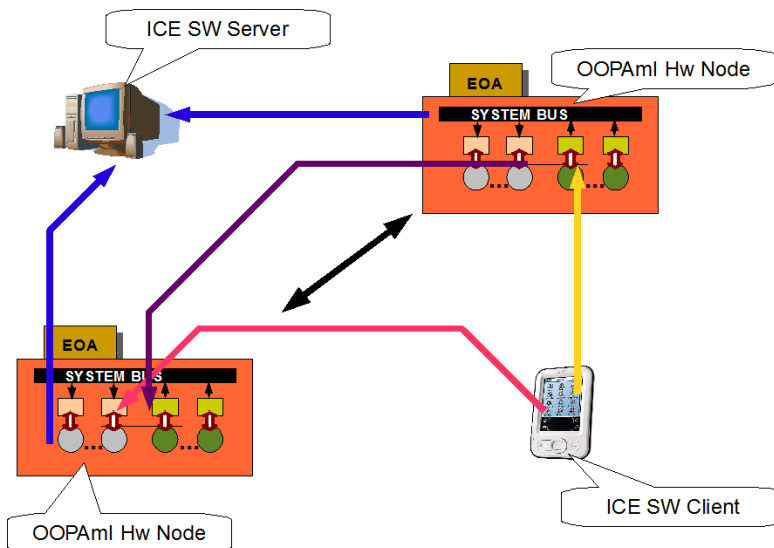 ICE SW Server
OOPAmI Hw Node
EOA
SYSTEM BUS
EOA
SYSTEM BUS
ICE SW Client
OOPAmI Hw Node